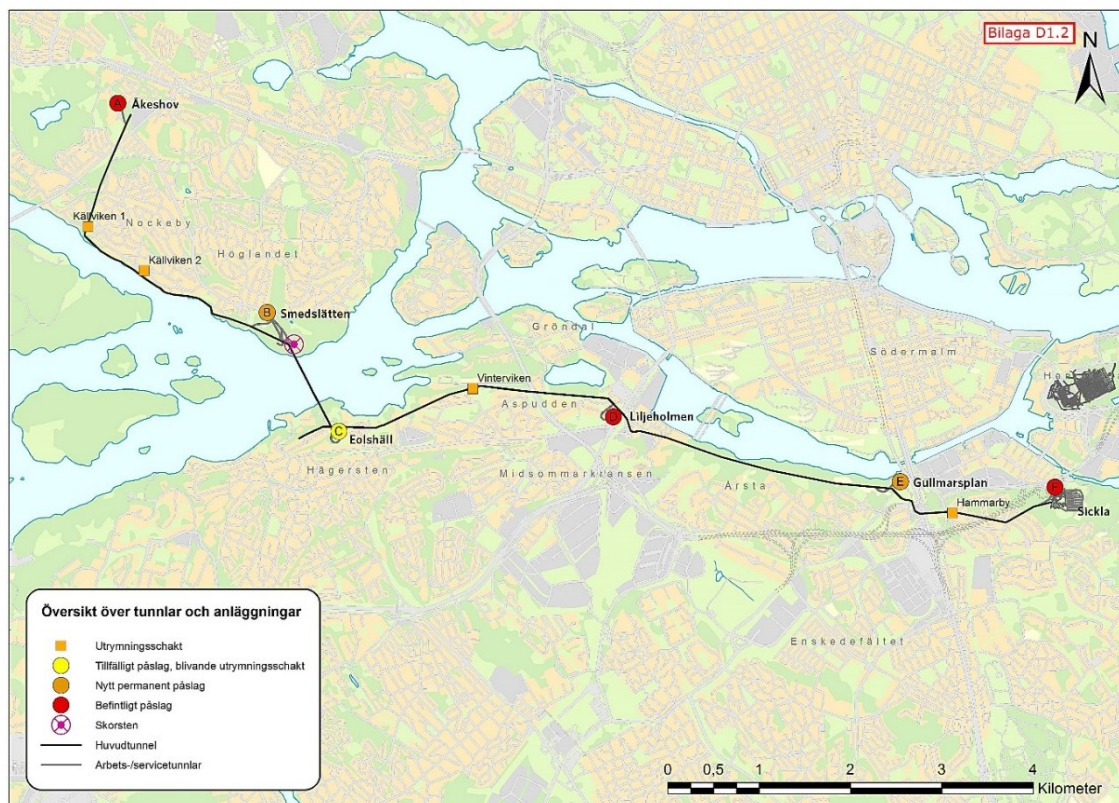 Bilaga D1.2
N
A
Åkeshov
Källviken 1
Nockeby
Källviken 2
Höglandet
B
Smedslätten
Gröndal
Södermalm
Vinterviken
Aspudden
D
Liljeholmen
C
Eolshäll
Hägersten
Midsommarkransen
Årsta
E
Gullmarsplan
Hammarby
Sickla
Enskedefältet
Översikt över tunnlar och anläggningar
Utrymningsschakt
Tillfälligt påslag, blivande utrymningsschakt
Nytt permanent påslag
Befintligt påslag
Skorsten
Huvudtunnel
Arbets-/servicetunnlar
0 0,5 1 2 3 4
Kilometer